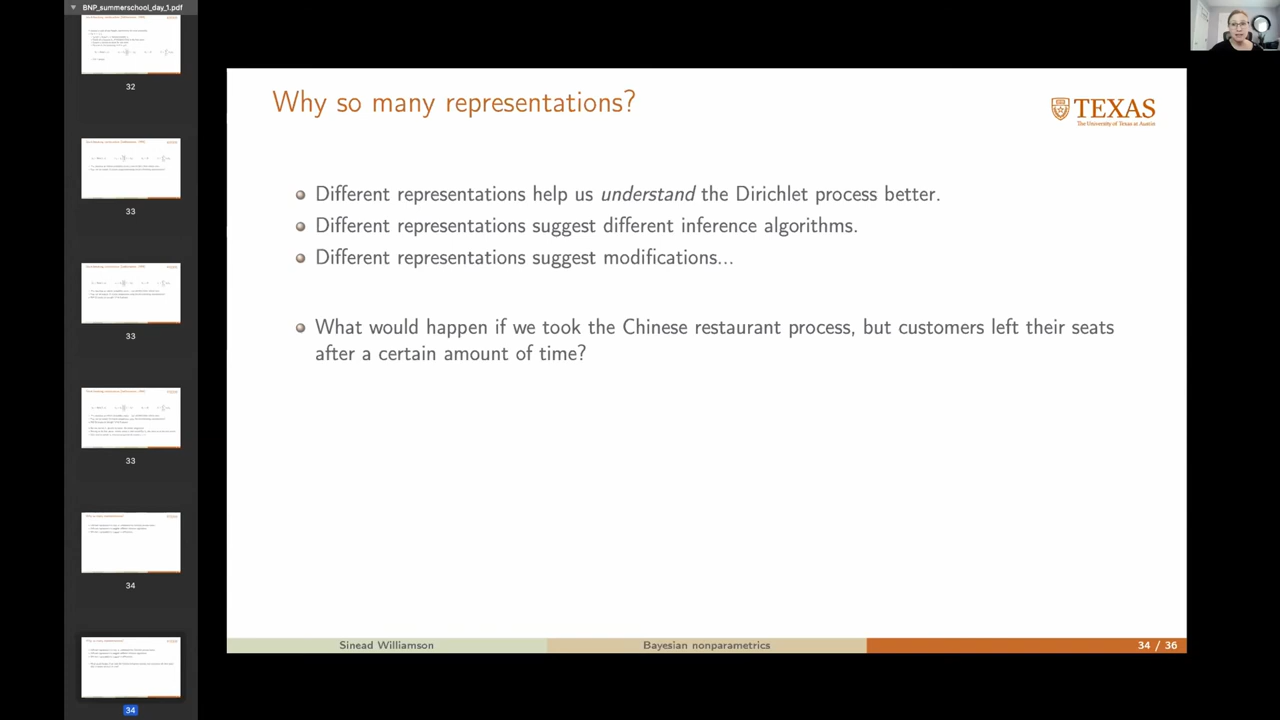 BNP_summerschool_day_1.pdf
32
33
33
33
34
34
Why so many representations?
TEXAS
The University of Texas at Austin
Different representations help us understand the Dirichlet process better.
Different representations suggest different inference algorithms.
Different representations suggest modifications...
What would happen if we took the Chinese restaurant process, but customers left their seats
after a certain amount of time?
Sinead Williamson
Bayesian nonparametrics
34 / 36